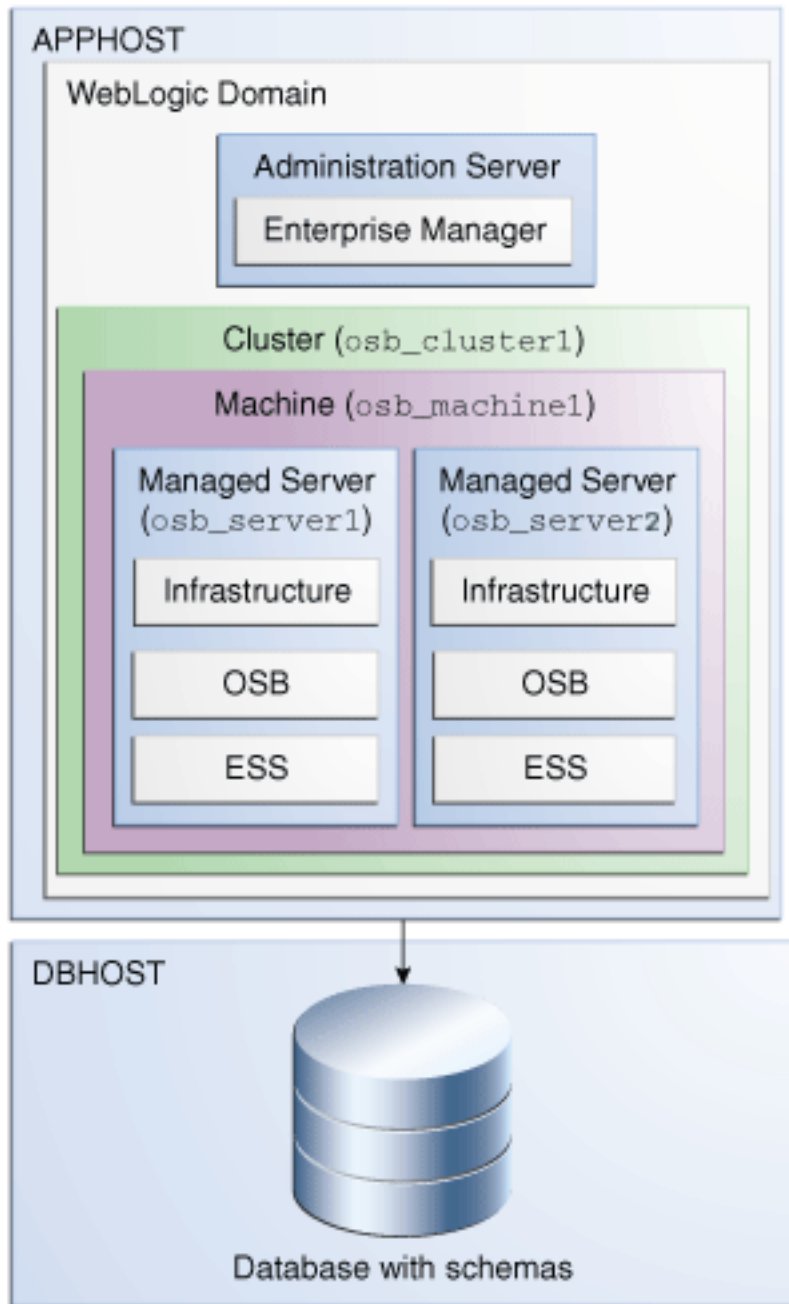 APPHOST
WebLogic Domain
Administration Server
Enterprise Manager
Cluster (osb_cluster1)
Machine (osb_machine1)
Managed Server
(osb_server1)
Infrastructure
OSB
ESS
Managed Server
(osb_server2)
Infrastructure
OSB
ESS
DBHOST
Database with schemas